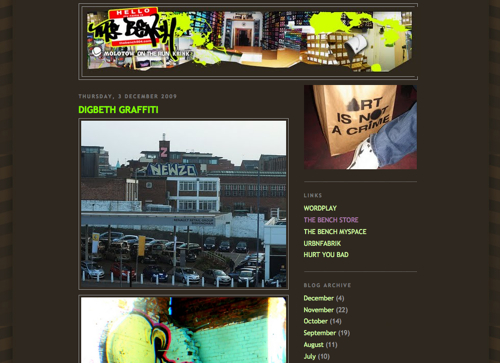 HELLO
THE BENCH
MOLOTOW ON THE RUN KRINK
THURSDAY, 3 DECEMBER 2009
DIGBETH GRAFFITI
Z
NEWZO
ART
IS NOT
A CRIME
LINKS
WORDPLAY
THE BENCH STORE
THE BENCH MYSPACE
URBNFABRIK
HURT YOU BAD
BLOG ARCHIVE
December (4)
November (22)
October (14)
September (19)
August (11)
July (10)